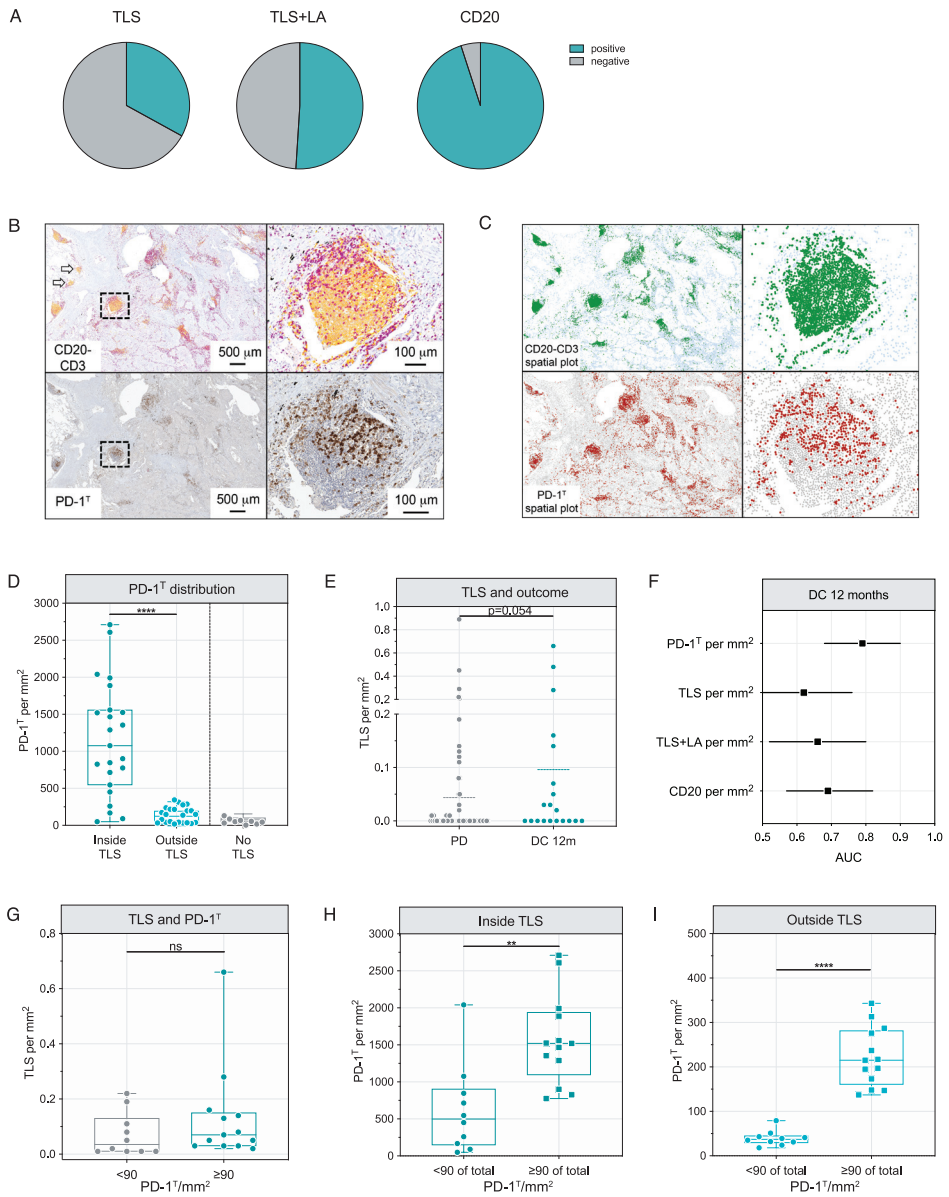 A
TLS
TLS+LA
CD20
positive
negative
B
CD20-
CD3
500 μm
100 μm
PD-1ᵀ
500 μm
100 μm
C
CD20-CD3
spatial plot
PD-1ᵀ
spatial plot
D
PD-1ᵀ distribution
PD-1ᵀ per mm²
3000
2500
2000
1500
1000
500
0
****
Inside
TLS
Outside
TLS
No
TLS
E
TLS and outcome
p=0.054
TLS per mm²
1.0
0.8
0.6
0.4
0.2
0.2
0.1
0.0
PD
DC 12m
F
DC 12 months
PD-1ᵀ per mm²
TLS per mm²
TLS+LA per mm²
CD20 per mm²
0.5
0.6
0.7
0.8
0.9
1.0
AUC
G
TLS and PD-1ᵀ
TLS per mm²
0.8
0.6
0.4
0.2
0.0
ns
<90
≥90
PD-1ᵀ/mm²
H
Inside TLS
PD-1ᵀ per mm²
3000
2500
2000
1500
1000
500
0
**
<90 of total
≥90 of total
PD-1ᵀ/mm²
I
Outside TLS
PD-1ᵀ per mm²
500
400
300
200
100
0
****
<90 of total
≥90 of total
PD-1ᵀ/mm²